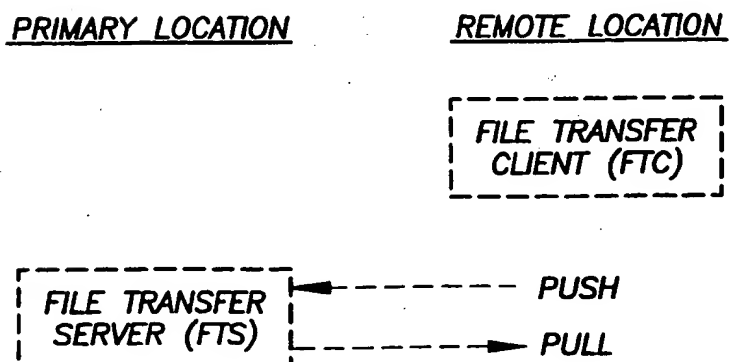 PRIMARY LOCATION
REMOTE LOCATION
FILE TRANSFER
CLIENT (FTC)
FILE TRANSFER
SERVER (FTS)
PUSH
PULL